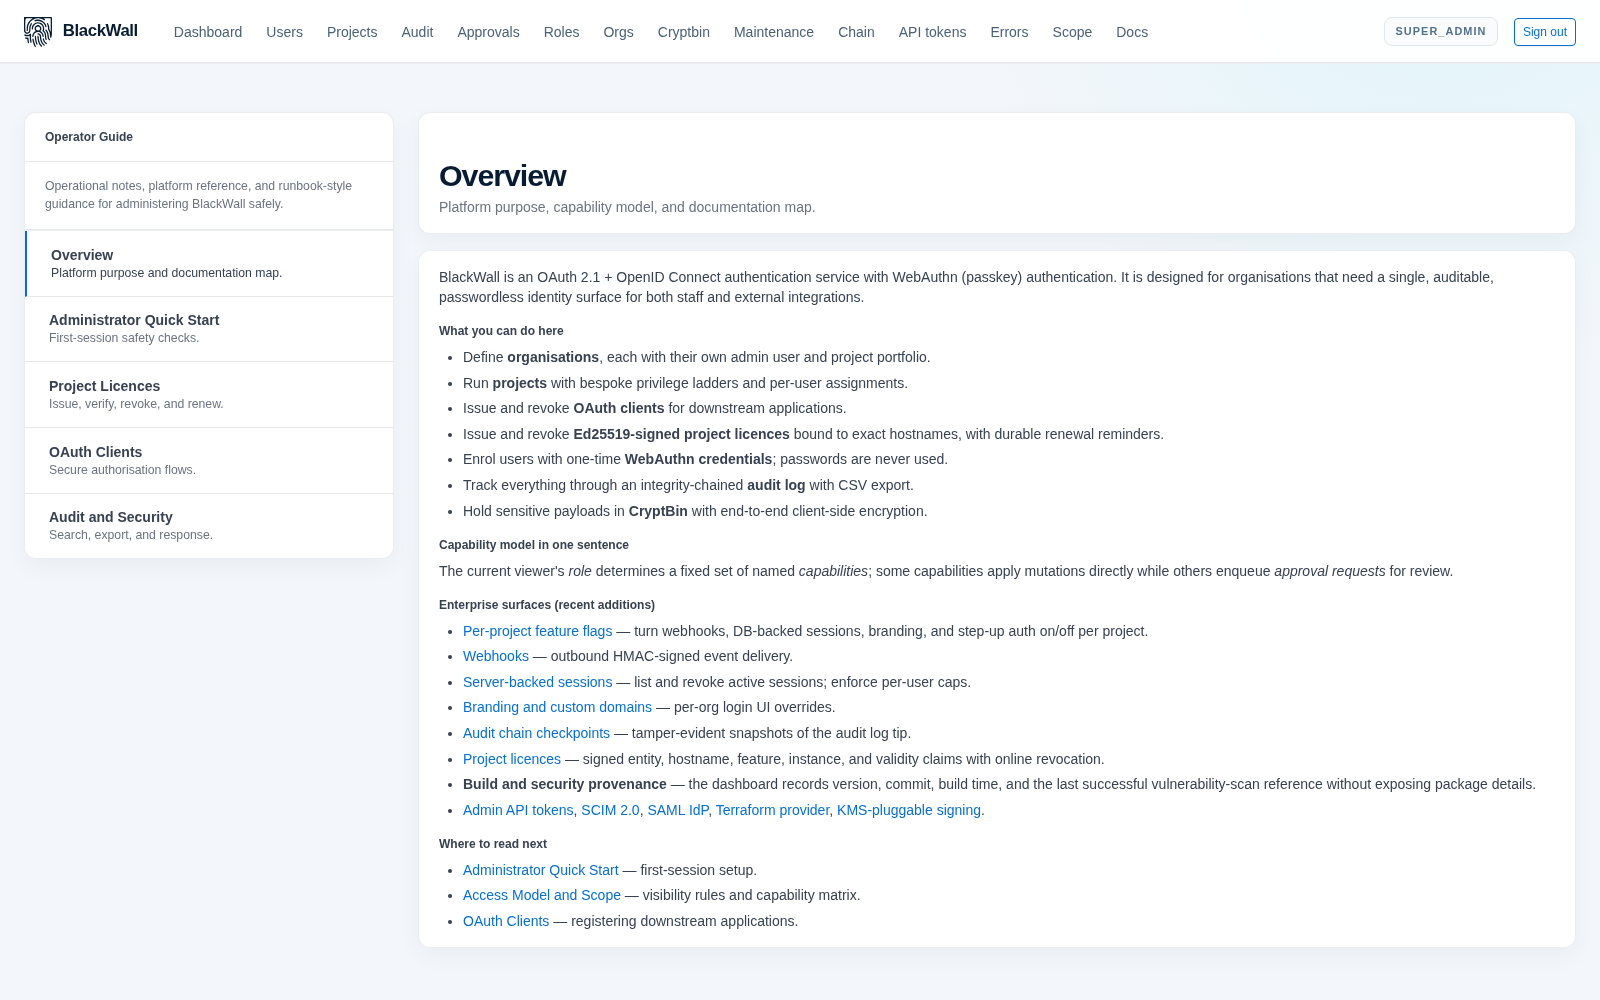 BlackWall
Dashboard Users Projects Audit Approvals Roles Orgs Cryptbin Maintenance Chain API tokens Errors Scope Docs
SUPER_ADMIN
Sign out
Operator Guide
Operational notes, platform reference, and runbook-style
guidance for administering BlackWall safely.
Overview
Platform purpose and documentation map.
Administrator Quick Start
First-session safety checks.
Project Licences
Issue, verify, revoke, and renew.
OAuth Clients
Secure authorisation flows.
Audit and Security
Search, export, and response.
Overview
Platform purpose, capability model, and documentation map.
BlackWall is an OAuth 2.1 + OpenID Connect authentication service with WebAuthn (passkey) authentication. It is designed for organisations that need a single, auditable,
passwordless identity surface for both staff and external integrations.
What you can do here
• Define organisations, each with their own admin user and project portfolio.
• Run projects with bespoke privilege ladders and per-user assignments.
• Issue and revoke OAuth clients for downstream applications.
• Issue and revoke Ed25519-signed project licences bound to exact hostnames, with durable renewal reminders.
• Enrol users with one-time WebAuthn credentials; passwords are never used.
• Track everything through an integrity-chained audit log with CSV export.
• Hold sensitive payloads in CryptBin with end-to-end client-side encryption.
Capability model in one sentence
The current viewer's role determines a fixed set of named capabilities; some capabilities apply mutations directly while others enqueue approval requests for review.
Enterprise surfaces (recent additions)
• Per-project feature flags — turn webhooks, DB-backed sessions, branding, and step-up auth on/off per project.
• Webhooks — outbound HMAC-signed event delivery.
• Server-backed sessions — list and revoke active sessions; enforce per-user caps.
• Branding and custom domains — per-org login UI overrides.
• Audit chain checkpoints — tamper-evident snapshots of the audit log tip.
• Project licences — signed entity, hostname, feature, instance, and validity claims with online revocation.
• Build and security provenance — the dashboard records version, commit, build time, and the last successful vulnerability-scan reference without exposing package details.
• Admin API tokens, SCIM 2.0, SAML IdP, Terraform provider, KMS-pluggable signing.
Where to read next
• Administrator Quick Start — first-session setup.
• Access Model and Scope — visibility rules and capability matrix.
• OAuth Clients — registering downstream applications.